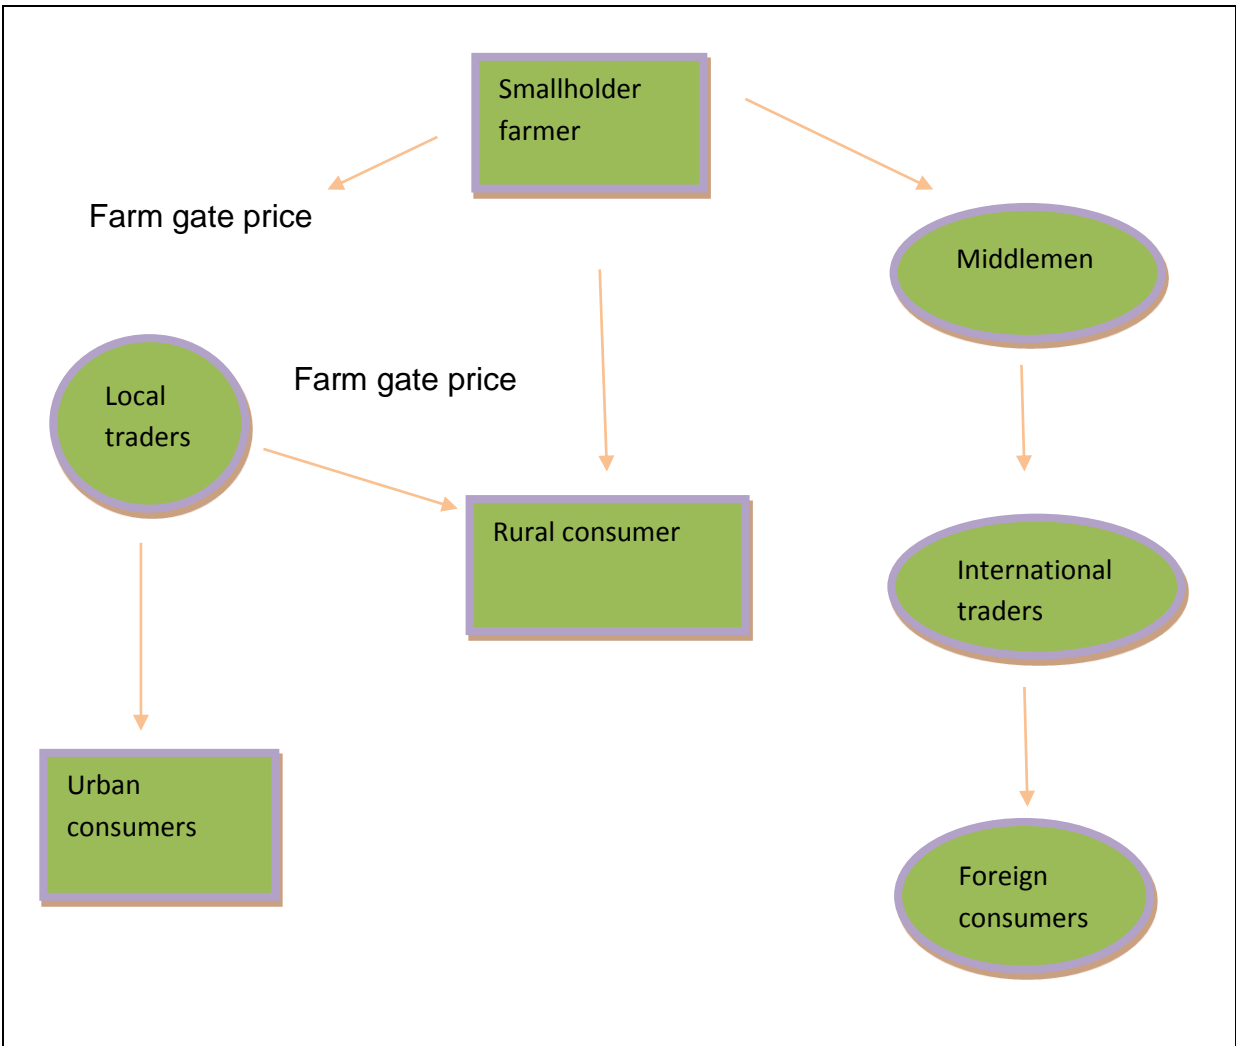 Smallholder
farmer
Farm gate price
Middlemen
Farm gate price
Local
traders
Rural consumer
International
traders
Urban
consumers
Foreign
consumers